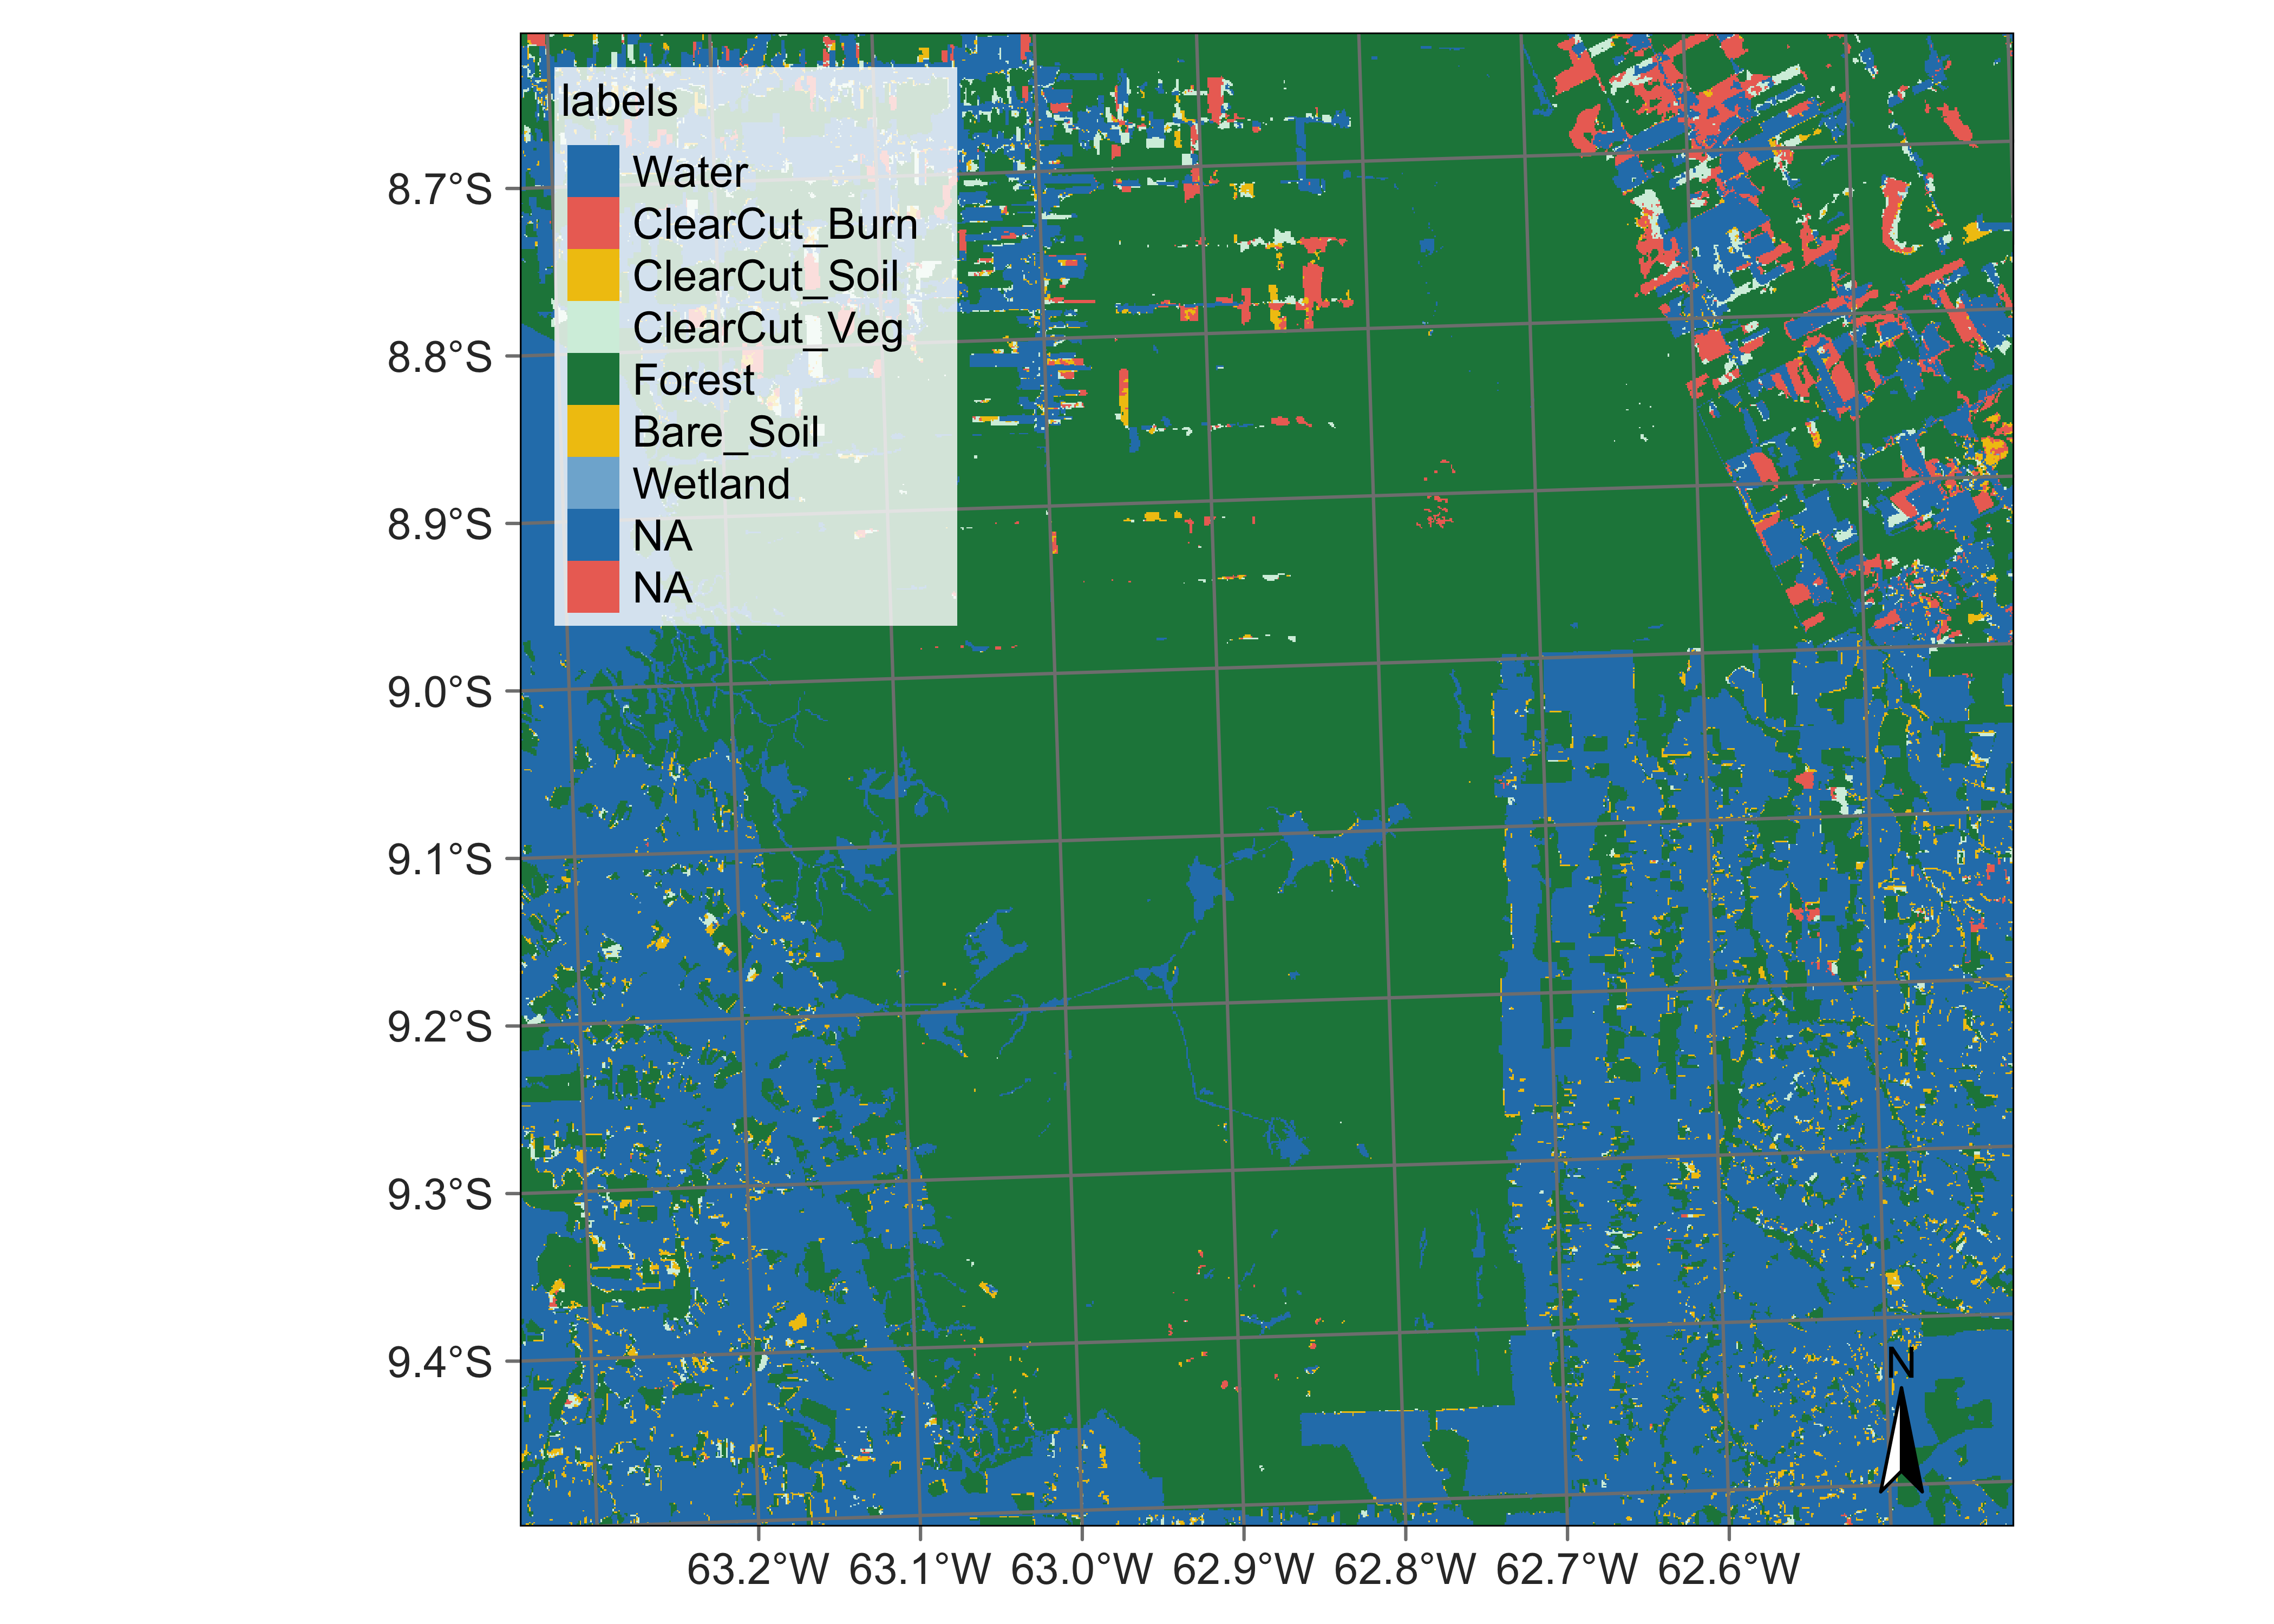 labels
Water
ClearCut_Burn
ClearCut_Soil
ClearCut_Veg
Forest
Bare_Soil
Wetland
NA
NA
8.7°S
8.8°S
8.9°S
9.0°S
9.1°S
9.2°S
9.3°S
9.4°S
N
63.2°W 63.1°W 63.0°W 62.9°W 62.8°W 62.7°W 62.6°W